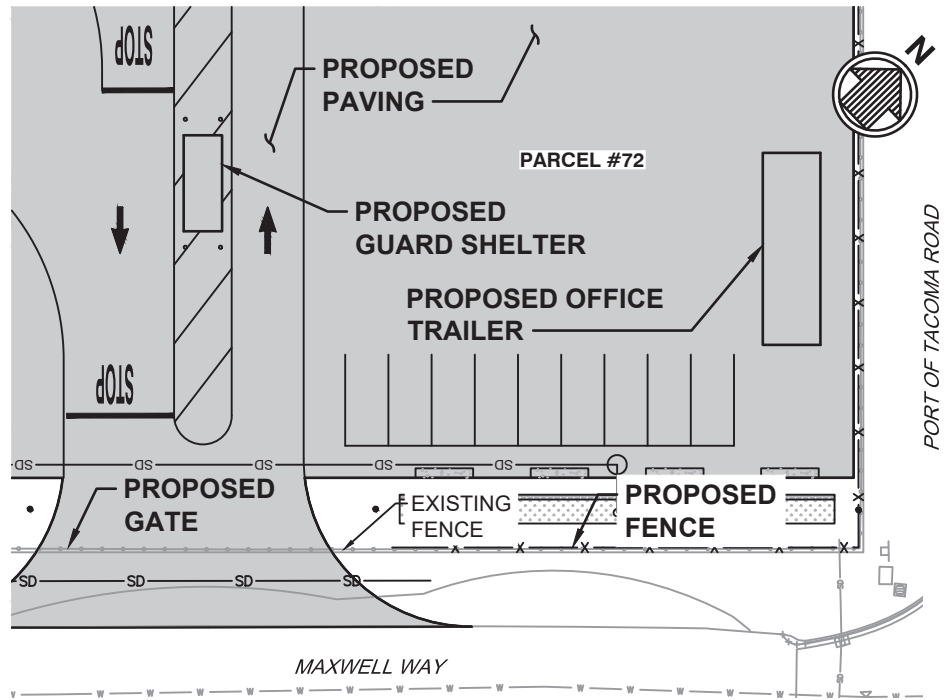 STOP
PROPOSED
PAVING
N
PARCEL #72
PROPOSED
GUARD SHELTER
PORT OF TACOMA ROAD
PROPOSED OFFICE
TRAILER
STOP
SD SD SD SD SD
PROPOSED
GATE
EXISTING
FENCE
PROPOSED
FENCE
X X X X
SD SD SD SD
MAXWELL WAY
W W W W W W W W W W